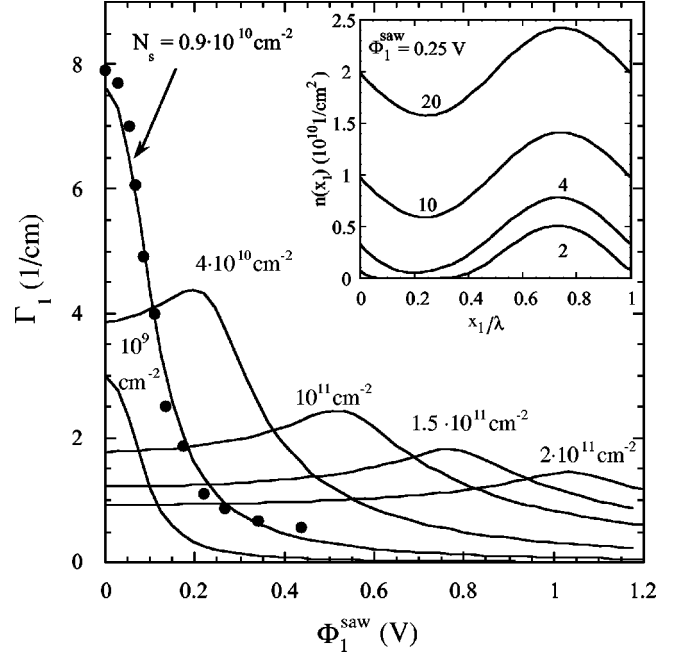 N_s = 0.9·10^10 cm^-2
Γ_1 (1/cm)
8
6
4
2
0
4·10^10 cm^-2
10^9
cm^-2
10^11 cm^-2
1.5 ·10^11 cm^-2
2·10^11 cm^-2
0
0.2
0.4
0.6
0.8
1
1.2
Φ_1^saw (V)
Φ_1^saw = 0.25 V
n(x_1) (10^10 1/cm^2)
2.5
2
1.5
1
0.5
0
20
10
4
2
0
0.2
0.4
0.6
0.8
1
x_1/λ